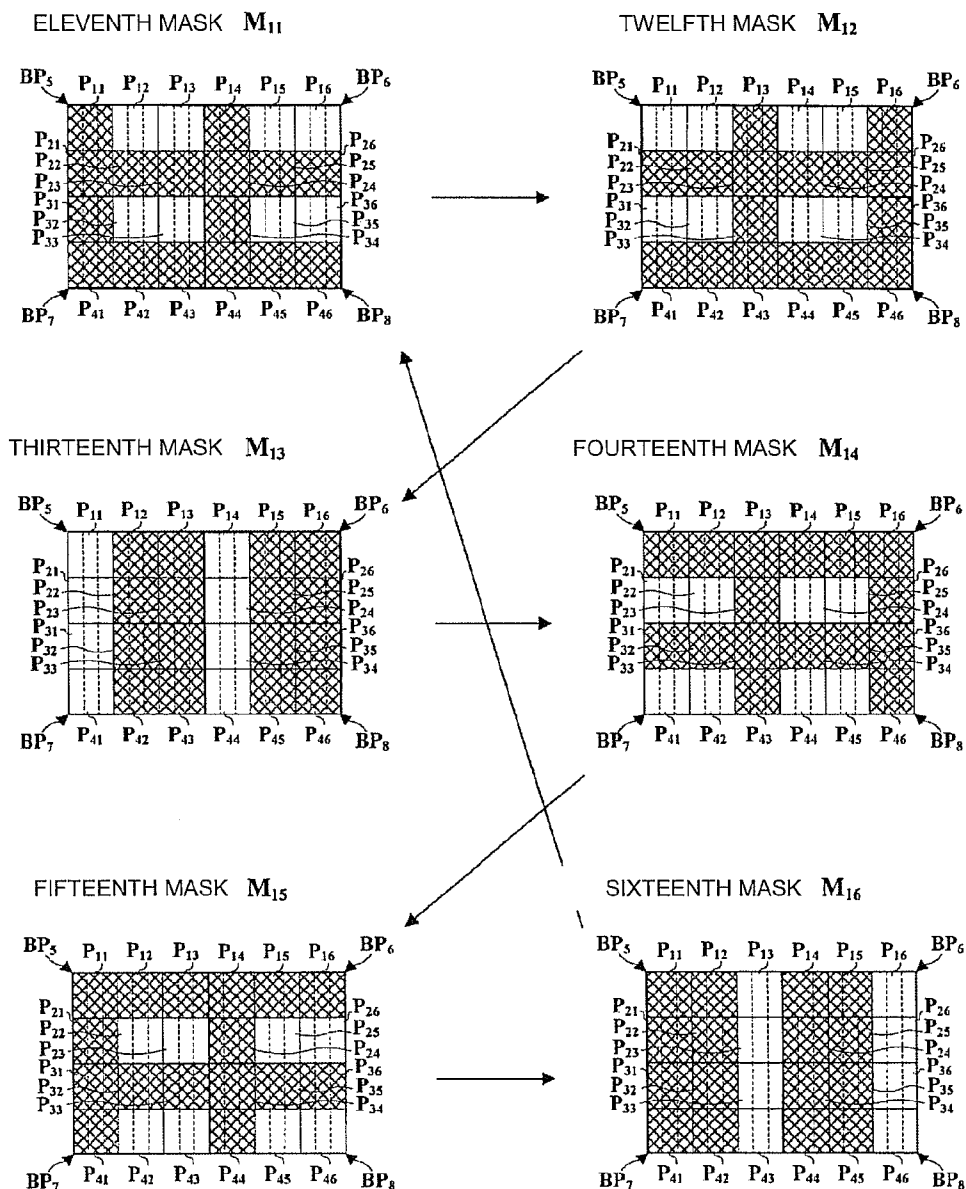 ELEVENTH MASK M11
TWELFTH MASK M12
BP5 P11 P12 P13 P14 P15 P16 BP6
BP5 P11 P12 P13 P14 P15 P16 BP6
P21 P26
P22 P25
P23 P24
P31 P36
P32 P35
P33 P34
P21 P26
P22 P25
P23 P24
P31 P36
P32 P35
P33 P34
BP7 P41 P42 P43 P44 P45 P46 BP8
BP7 P41 P42 P43 P44 P45 P46 BP8
THIRTEENTH MASK M13
FOURTEENTH MASK M14
BP5 P11 P12 P13 P14 P15 P16 BP6
BP5 P11 P12 P13 P14 P15 P16 BP6
P21 P26
P22 P25
P23 P24
P31 P36
P32 P35
P33 P34
P21 P26
P22 P25
P23 P24
P31 P36
P32 P35
P33 P34
BP7 P41 P42 P43 P44 P45 P46 BP8
BP7 P41 P42 P43 P44 P45 P46 BP8
FIFTEENTH MASK M15
SIXTEENTH MASK M16
BP5 P11 P12 P13 P14 P15 P16 BP6
BP5 P11 P12 P13 P14 P15 P16 BP6
P21 P26
P22 P25
P23 P24
P31 P36
P32 P35
P33 P34
P21 P26
P22 P25
P23 P24
P31 P36
P32 P35
P33 P34
BP7 P41 P42 P43 P44 P45 P46 BP8
BP7 P41 P42 P43 P44 P45 P46 BP8